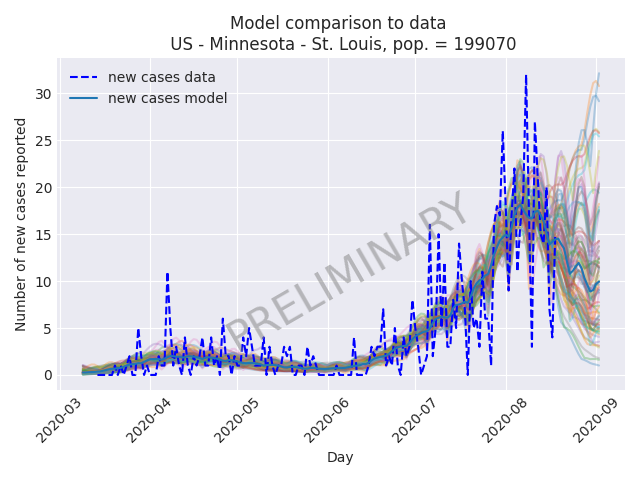 Model comparison to data
US - Minnesota - St. Louis, pop. = 199070
new cases data
new cases model
Number of new cases reported
30
25
20
15
10
5
0
PRELIMINARY
2020-03
2020-04
2020-05
2020-06
2020-07
2020-08
2020-09
Day